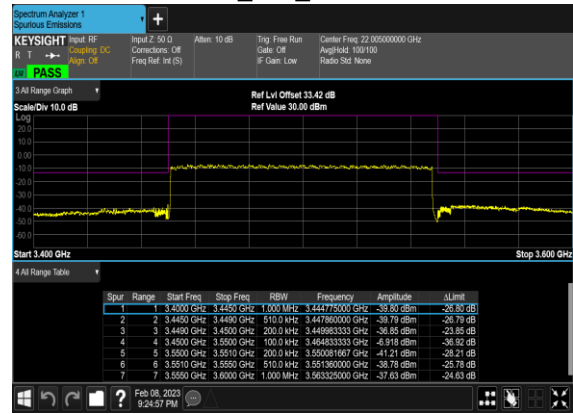 Spectrum Analyzer 1
Spurious Emissions
KEYSIGHT Input: RF Input Z: 50 Ω Atten: 10 dB Trig: Free Run Center Freq: 22.005000000 GHz
R T Coupling: DC Corrections: Off Gate: Off Avg|Hold: 100/100
Align: Off Freq Ref: Int (S) IF Gain: Low Radio Std: None
PASS
3 All Range Graph Ref Lvl Offset 33.42 dB
Scale/Div 10.0 dB Ref Value 30.00 dBm
Log
20.0
10.0
0.00
-10.0
-20.0
-30.0
-40.0
-50.0
-60.0
Start 3.400 GHz Stop 3.600 GHz
4 All Range Table
Spur Range Start Freq Stop Freq RBW Frequency Amplitude ΔLimit
1 1 3.4000 GHz 3.4450 GHz 1.000 MHz 3.444775000 GHz -39.80 dBm -26.80 dB
2 2 3.4450 GHz 3.4490 GHz 510.0 kHz 3.447860000 GHz -39.79 dBm -26.79 dB
3 3 3.4490 GHz 3.4500 GHz 200.0 kHz 3.449983333 GHz -36.85 dBm -23.85 dB
4 4 3.4500 GHz 3.5500 GHz 100.0 kHz 3.464833333 GHz -6.918 dBm -36.92 dB
5 5 3.5500 GHz 3.5510 GHz 200.0 kHz 3.550081667 GHz -41.21 dBm -28.21 dB
6 6 3.5510 GHz 3.5550 GHz 510.0 kHz 3.551360000 GHz -38.78 dBm -25.78 dB
7 7 3.5550 GHz 3.6000 GHz 1.000 MHz 3.563325000 GHz -37.63 dBm -24.63 dB
Feb 08, 2023
9:24:57 PM